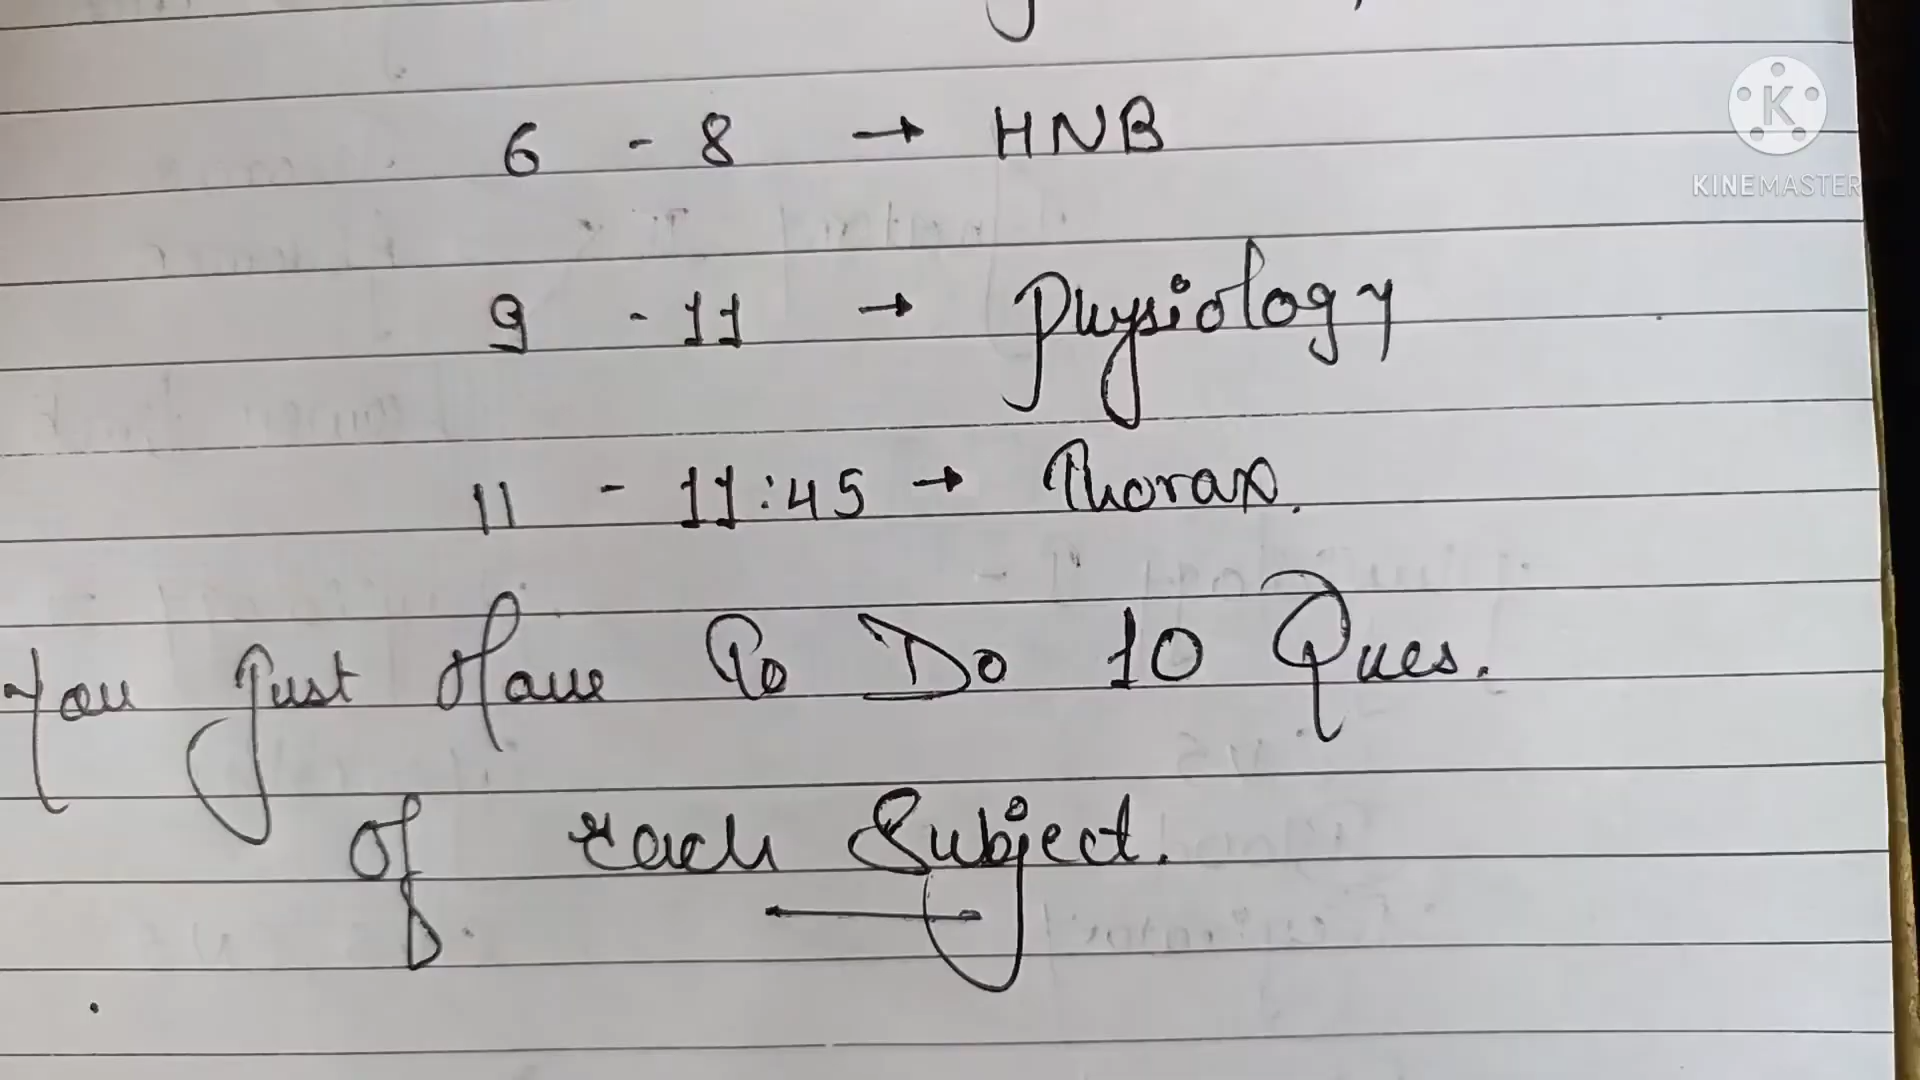 6 - 8 → HNB
KINEMASTER
9 - 11 → Physiology
11 - 11:45 → Thorax.
You Just Have To Do 10 Ques.
Of Each Subject.